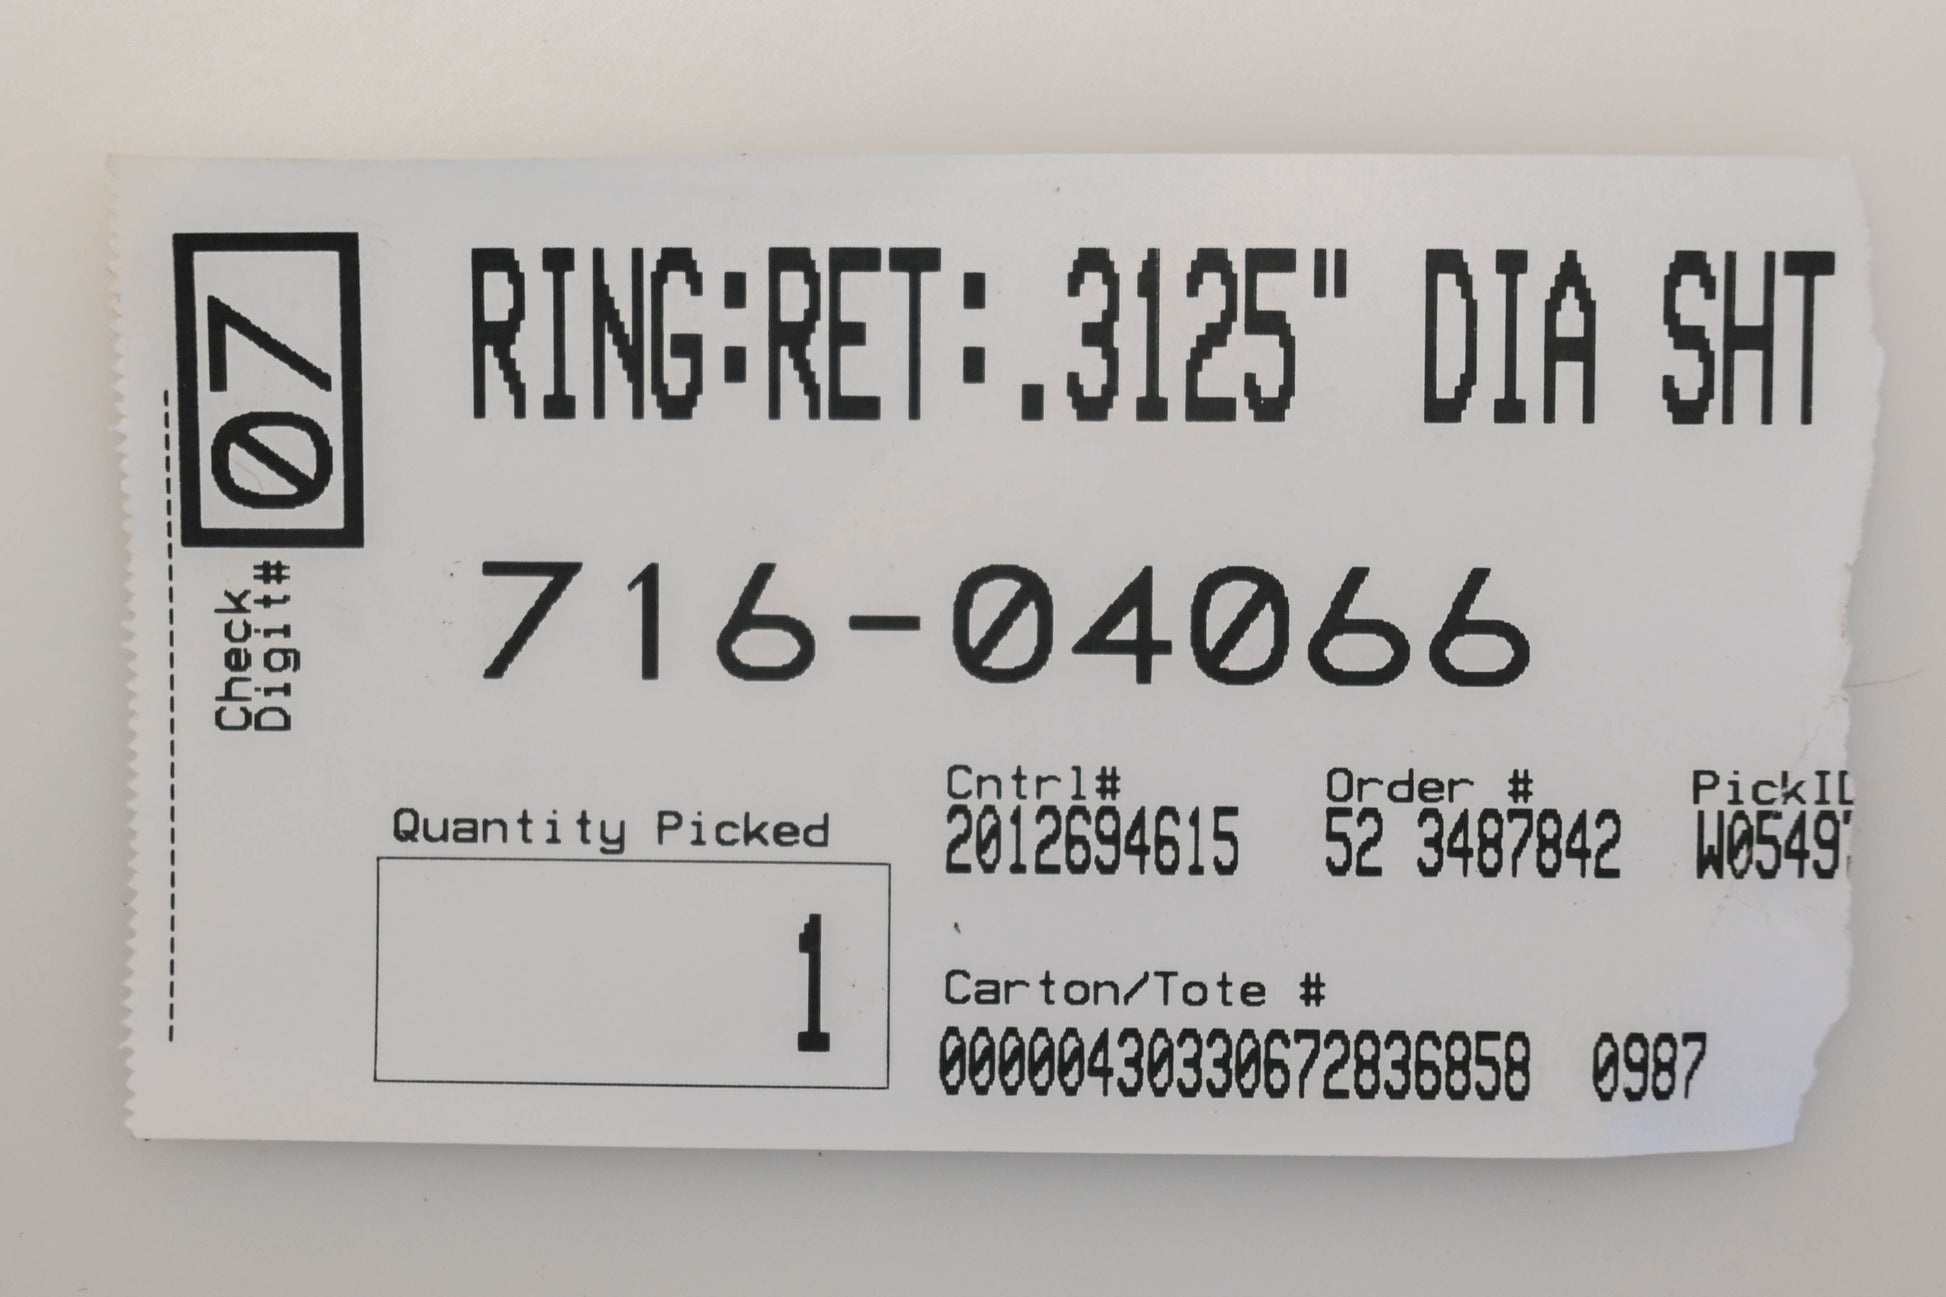 RING:RET:.3125" DIA SHT
07
Check
Digit#
716-04066
Cntrl# Order # PickID
2012694615 52 3487842
Quantity Picked
1
Carton/Tote #
00000430330672836858 0987